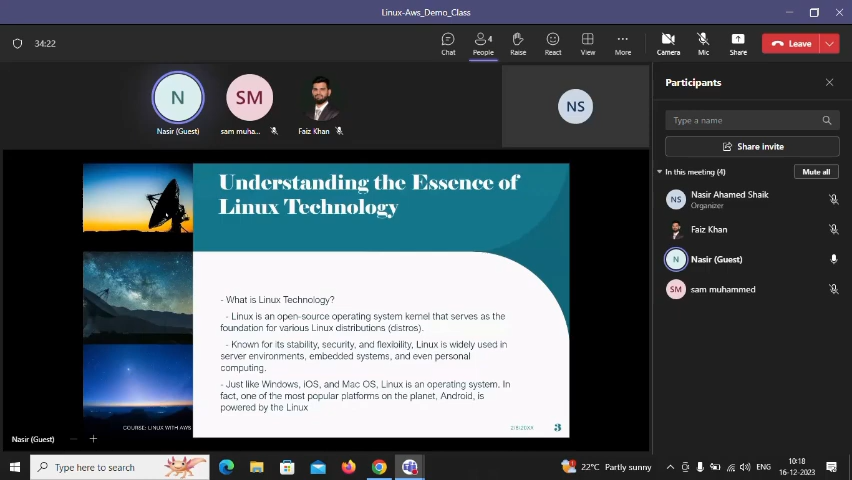 Linux-Aws_Demo_Class
34:22
4
Chat People Raise React View More Camera Mic Share Leave
N SM
Nasir (Guest) sam muha... Faiz Khan
NS
Participants
Type a name
Share invite
In this meeting (4) Mute all
NS Nasir Ahamed Shaik
Organizer
Faiz Khan
N Nasir (Guest)
SM sam muhammed
Understanding the Essence of
Linux Technology
- What is Linux Technology?
- Linux is an open-source operating system kernel that serves as the
foundation for various Linux distributions (distros).
- Known for its stability, security, and flexibility, Linux is widely used in
server environments, embedded systems, and even personal
computing.
- Just like Windows, iOS, and Mac OS, Linux is an operating system. In
fact, one of the most popular platforms on the planet, Android, is
powered by the Linux
COURSE: LINUX WITH AWS 3
Nasir (Guest)
Type here to search
22°C Partly sunny
ENG
10:18
16-12-2023